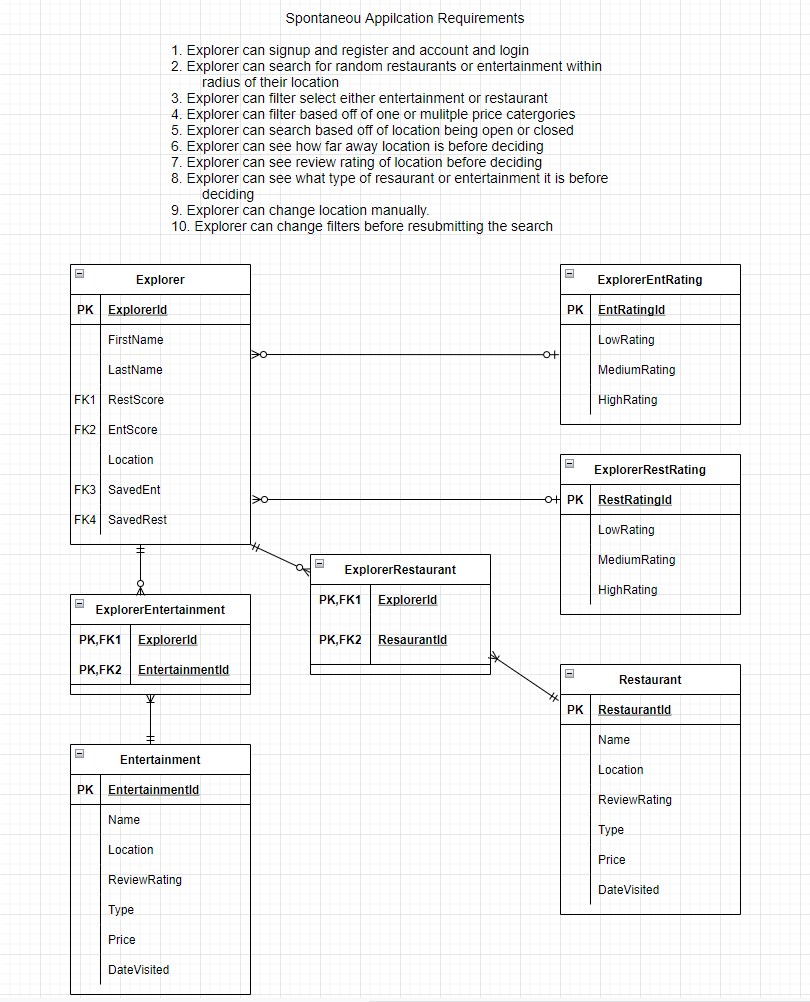 Spontaneou Appilcation Requirements
1. Explorer can signup and register and account and login
2. Explorer can search for random restaurants or entertainment within
radius of their location
3. Explorer can filter select either entertainment or restaurant
4. Explorer can filter based off of one or mulitple price catergories
5. Explorer can search based off of location being open or closed
6. Explorer can see how far away location is before deciding
7. Explorer can see review rating of location before deciding
8. Explorer can see what type of resaurant or entertainment it is before
deciding
9. Explorer can change location manually.
10. Explorer can change filters before resubmitting the search
Explorer
PK ExplorerId
FirstName
LastName
FK1 RestScore
FK2 EntScore
Location
FK3 SavedEnt
FK4 SavedRest
ExplorerEntRating
PK EntRatingId
LowRating
MediumRating
HighRating
ExplorerRestRating
PK RestRatingId
LowRating
MediumRating
HighRating
ExplorerRestaurant
PK,FK1 ExplorerId
PK,FK2 ResaurantId
ExplorerEntertainment
PK,FK1 ExplorerId
PK,FK2 EntertainmentId
Restaurant
PK RestaurantId
Name
Location
ReviewRating
Type
Price
DateVisited
Entertainment
PK EntertainmentId
Name
Location
ReviewRating
Type
Price
DateVisited